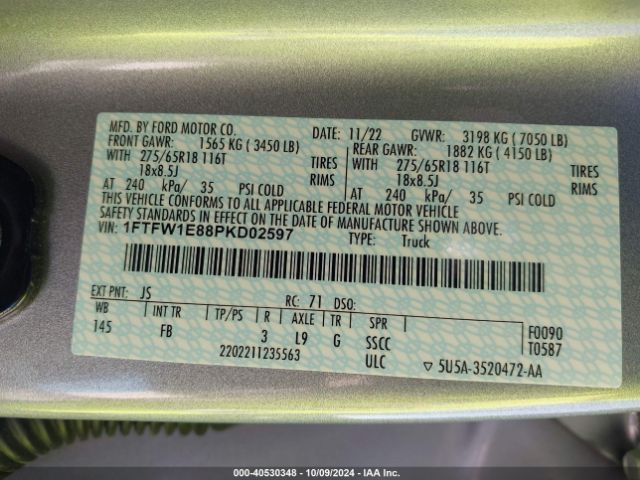 MFD. BY FORD MOTOR CO. DATE: 11/22 GVWR: 3198 KG ( 7050 LB)
FRONT GAWR: 1565 KG ( 3450 LB) REAR GAWR: 1882 KG ( 4150 LB)
WITH 275/65R18 116T TIRES WITH 275/65R18 116T TIRES
18x8.5J RIMS 18x8.5J RIMS
AT 240 kPa/ 35 PSI COLD AT 240 kPa/ 35 PSI COLD
THIS VEHICLE CONFORMS TO ALL APPLICABLE FEDERAL MOTOR VEHICLE
SAFETY STANDARDS IN EFFECT ON THE DATE OF MANUFACTURE SHOWN ABOVE.
VIN: 1FTFW1E88PKD02597 TYPE: Truck
EXT PNT: JS RC: 71 DSO:
WB INT TR TP/PS R AXLE TR SPR F0090
145 FB 3 L9 G SSCC T0587
2202211235563 ULC ▽ 5U5A-3520472-AA
000-40530348 - 10/09/2024 - IAA Inc.